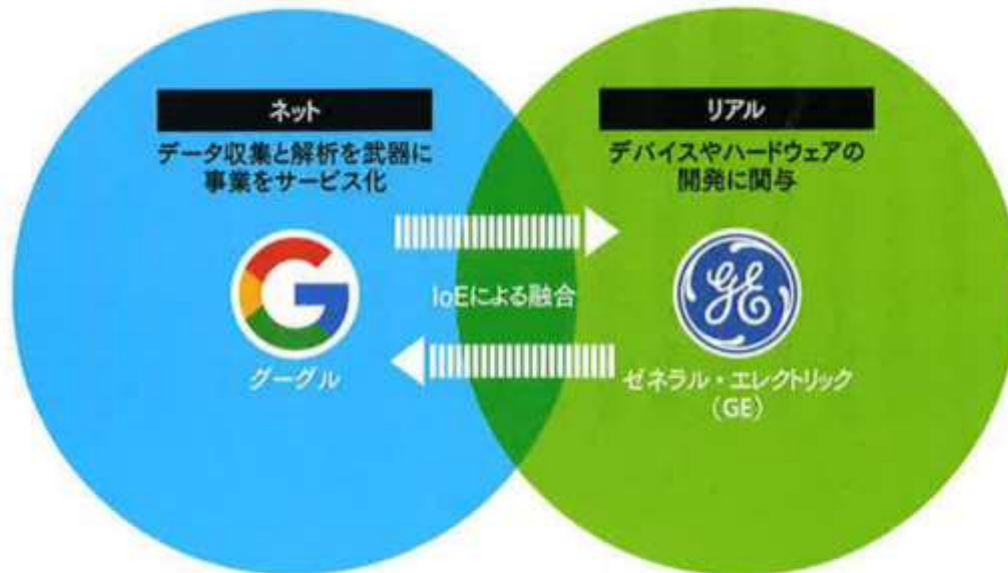 ネット
データ収集と解析を武器に
事業をサービス化
リアル
デバイスやハードウェアの
開発に関与
IoEによる融合
G
グーグル
GE
ゼネラル・エレクトリック
(GE)